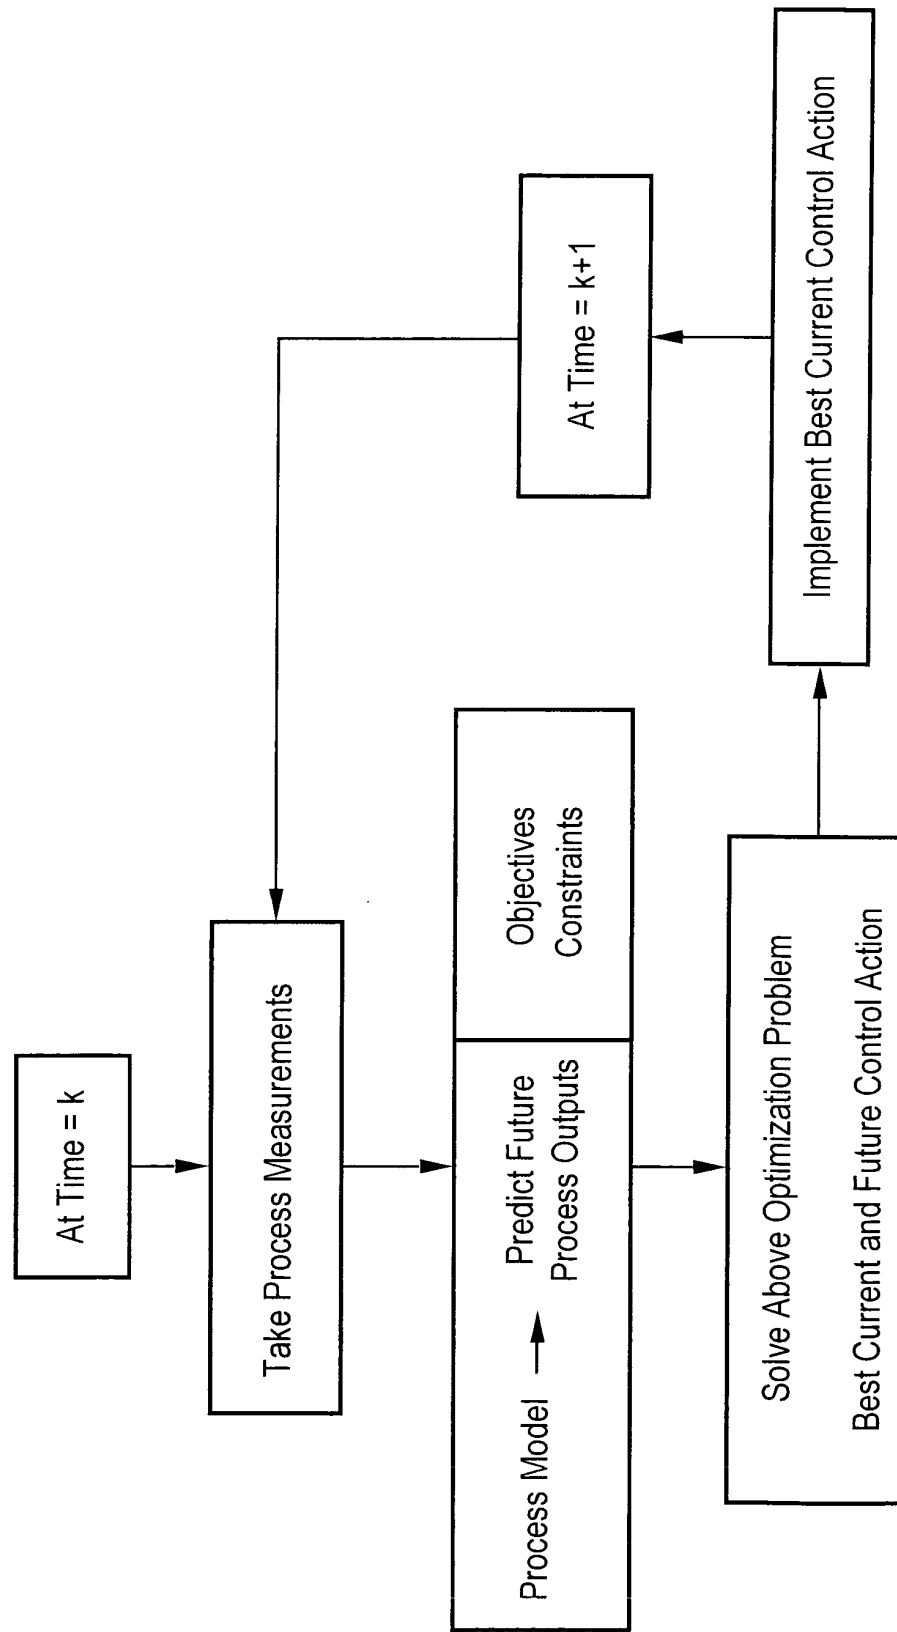 At Time = k
Take Process Measurements
Process Model
Predict Future
Process Outputs
Objectives
Constraints
Solve Above Optimization Problem
Best Current and Future Control Action
Implement Best Current Control Action
At Time = k+1